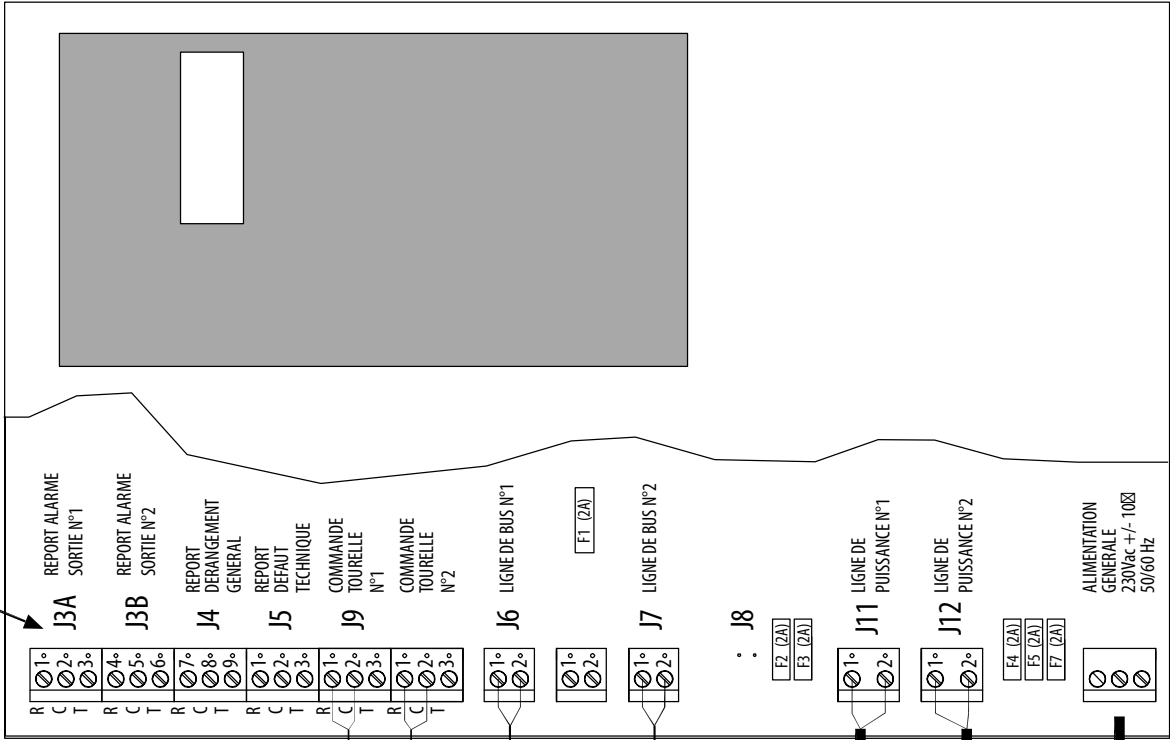 J3A
REPORT ALARME
SORTIE N°1
R 1
C 2
T 3
J3B
REPORT ALARME
SORTIE N°2
R 4
C 5
T 6
J4
REPORT
DERANGEMENT
GENERAL
R 7
C 8
T 9
J5
REPORT
DEFAUT
TECHNIQUE
R 1
C 2
T 3
J9
COMMANDE
TOURELLE
N°1
R 1
C 2
T 3
COMMANDE
TOURELLE
N°2
R 1
C 2
T 3
J6
LIGNE DE BUS N°1
1
2
F1 (2A)
1
2
J7
LIGNE DE BUS N°2
1
2
J8
F2 (2A)
F3 (2A)
J11
LIGNE DE
PUISSANCE N°1
1
2
J12
LIGNE DE
PUISSANCE N°2
1
2
F4 (2A)
F5 (2A)
F7 (2A)
ALIMENTATION
GENERALE
230Vac +/- 10☒
50/60 Hz